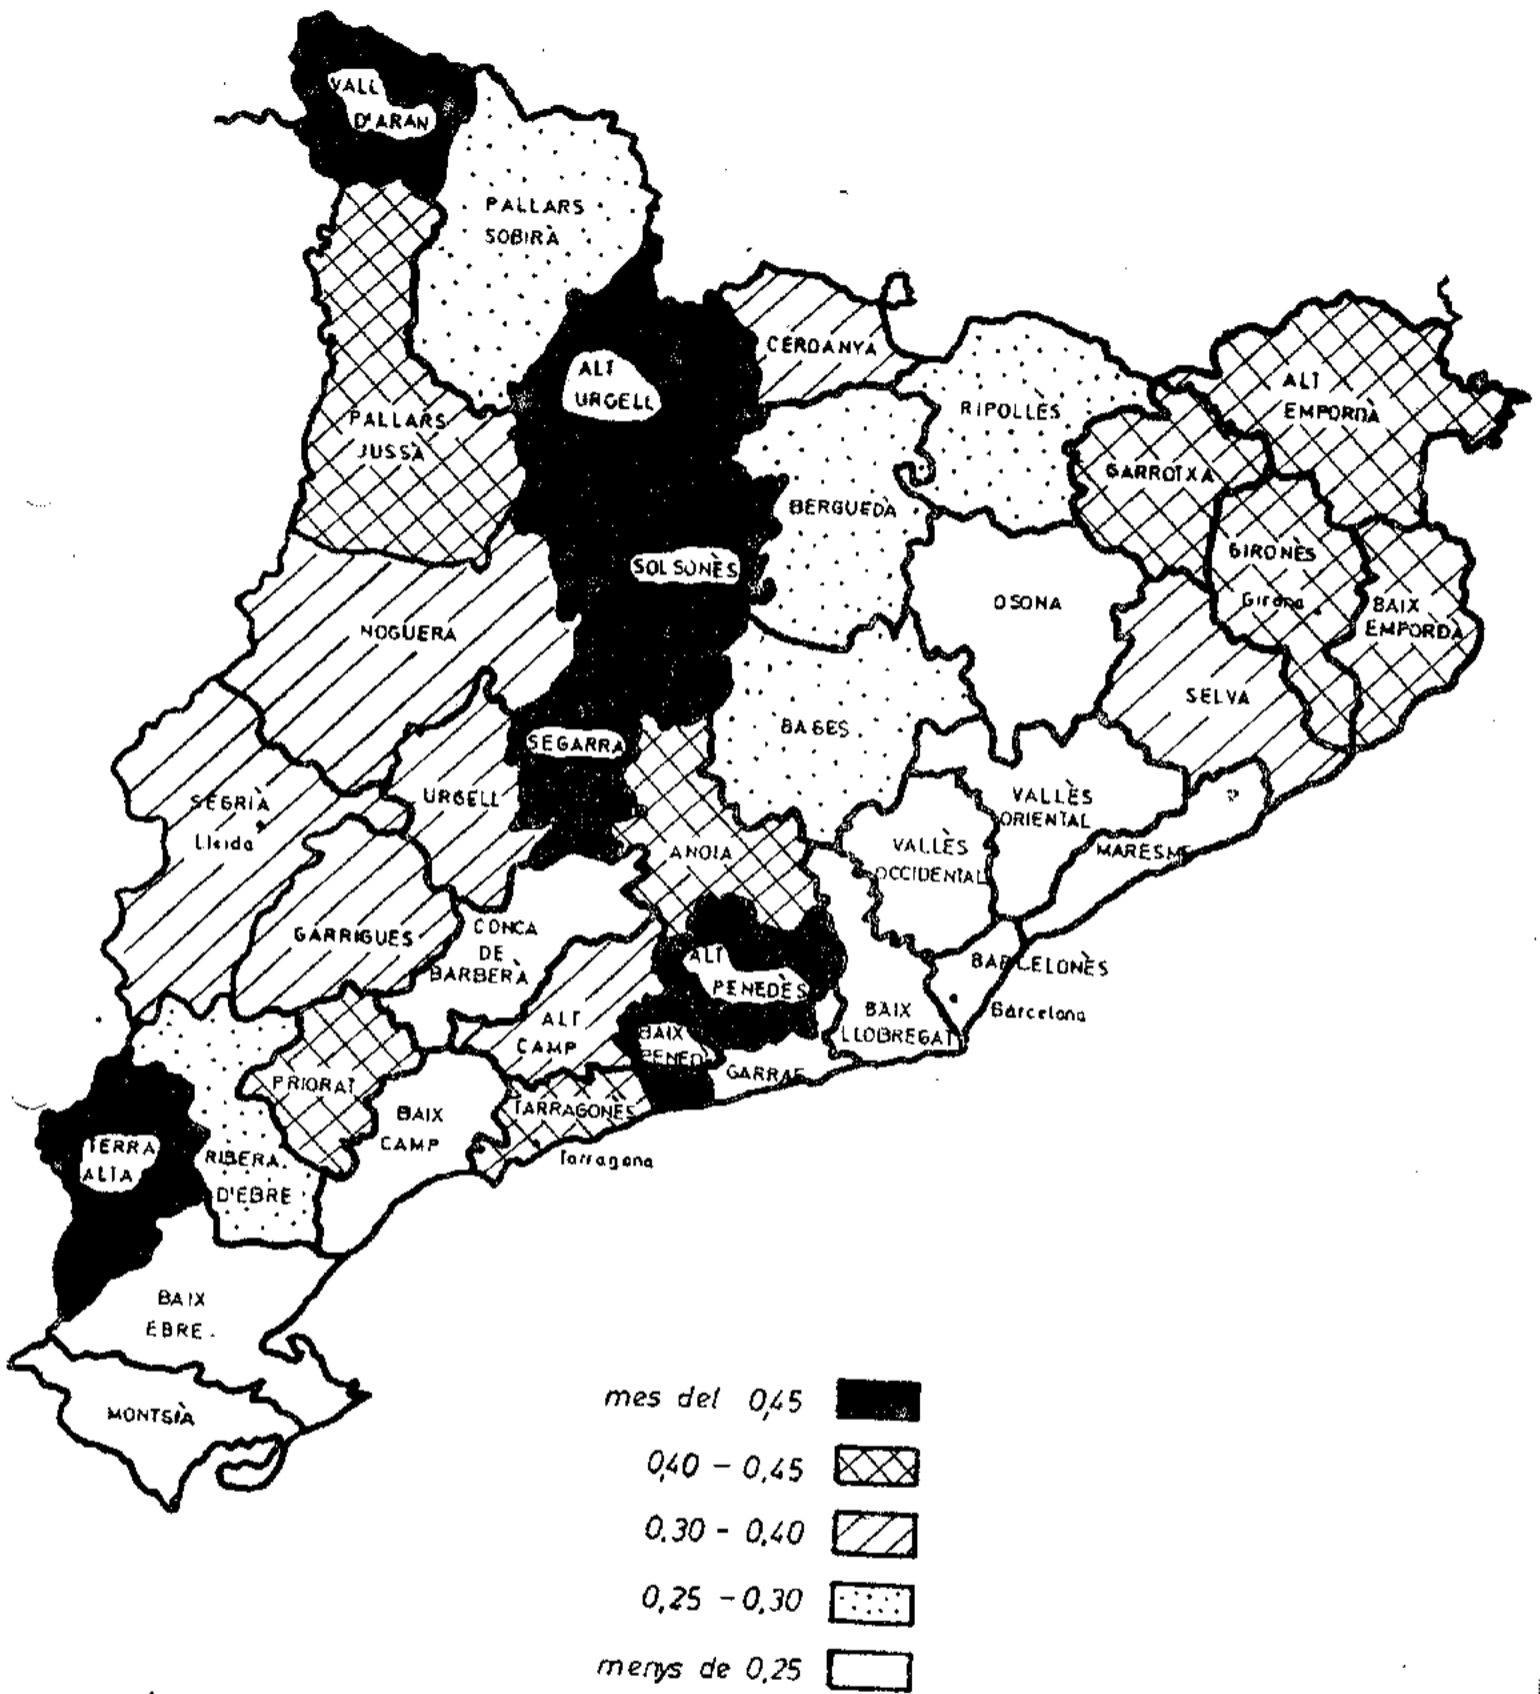 VALL
D'ARAN
PALLARS
SOBIRÀ
CERDANYA
ALT
URGELL
PALLARS
JUSSÀ
RIPOLLÈS
ALT
EMPORDÀ
GARROTXA
BERGUEDÀ
SOLSONÈS
GIRONÈS
Girona
BAIX
EMPORDÀ
OSONA
NOGUERA
SELVA
BAGES
SEGARRA
URGELL
SEGRIÀ
Lleida
VALLÈS
ORIENTAL
MARESME
VALLÈS
OCCIDENTAL
ANOIA
GARRIGUES
CONCA
DE
BARBERÀ
ALT
PENEDÈS
BARCELONÈS
Barcelona
BAIX
LLOBREGAT
ALT
CAMP
BAIX
PENED
GARRAF
PRIORAT
BAIX
CAMP
TARRAGONÈS
Tarragona
TERRA
ALTA
RIBERA
D'EBRE
BAIX
EBRE
MONTSIÀ
mes del 0,45
0,40 - 0,45
0.30 - 0,40
0,25 - 0,30
menys de 0,25